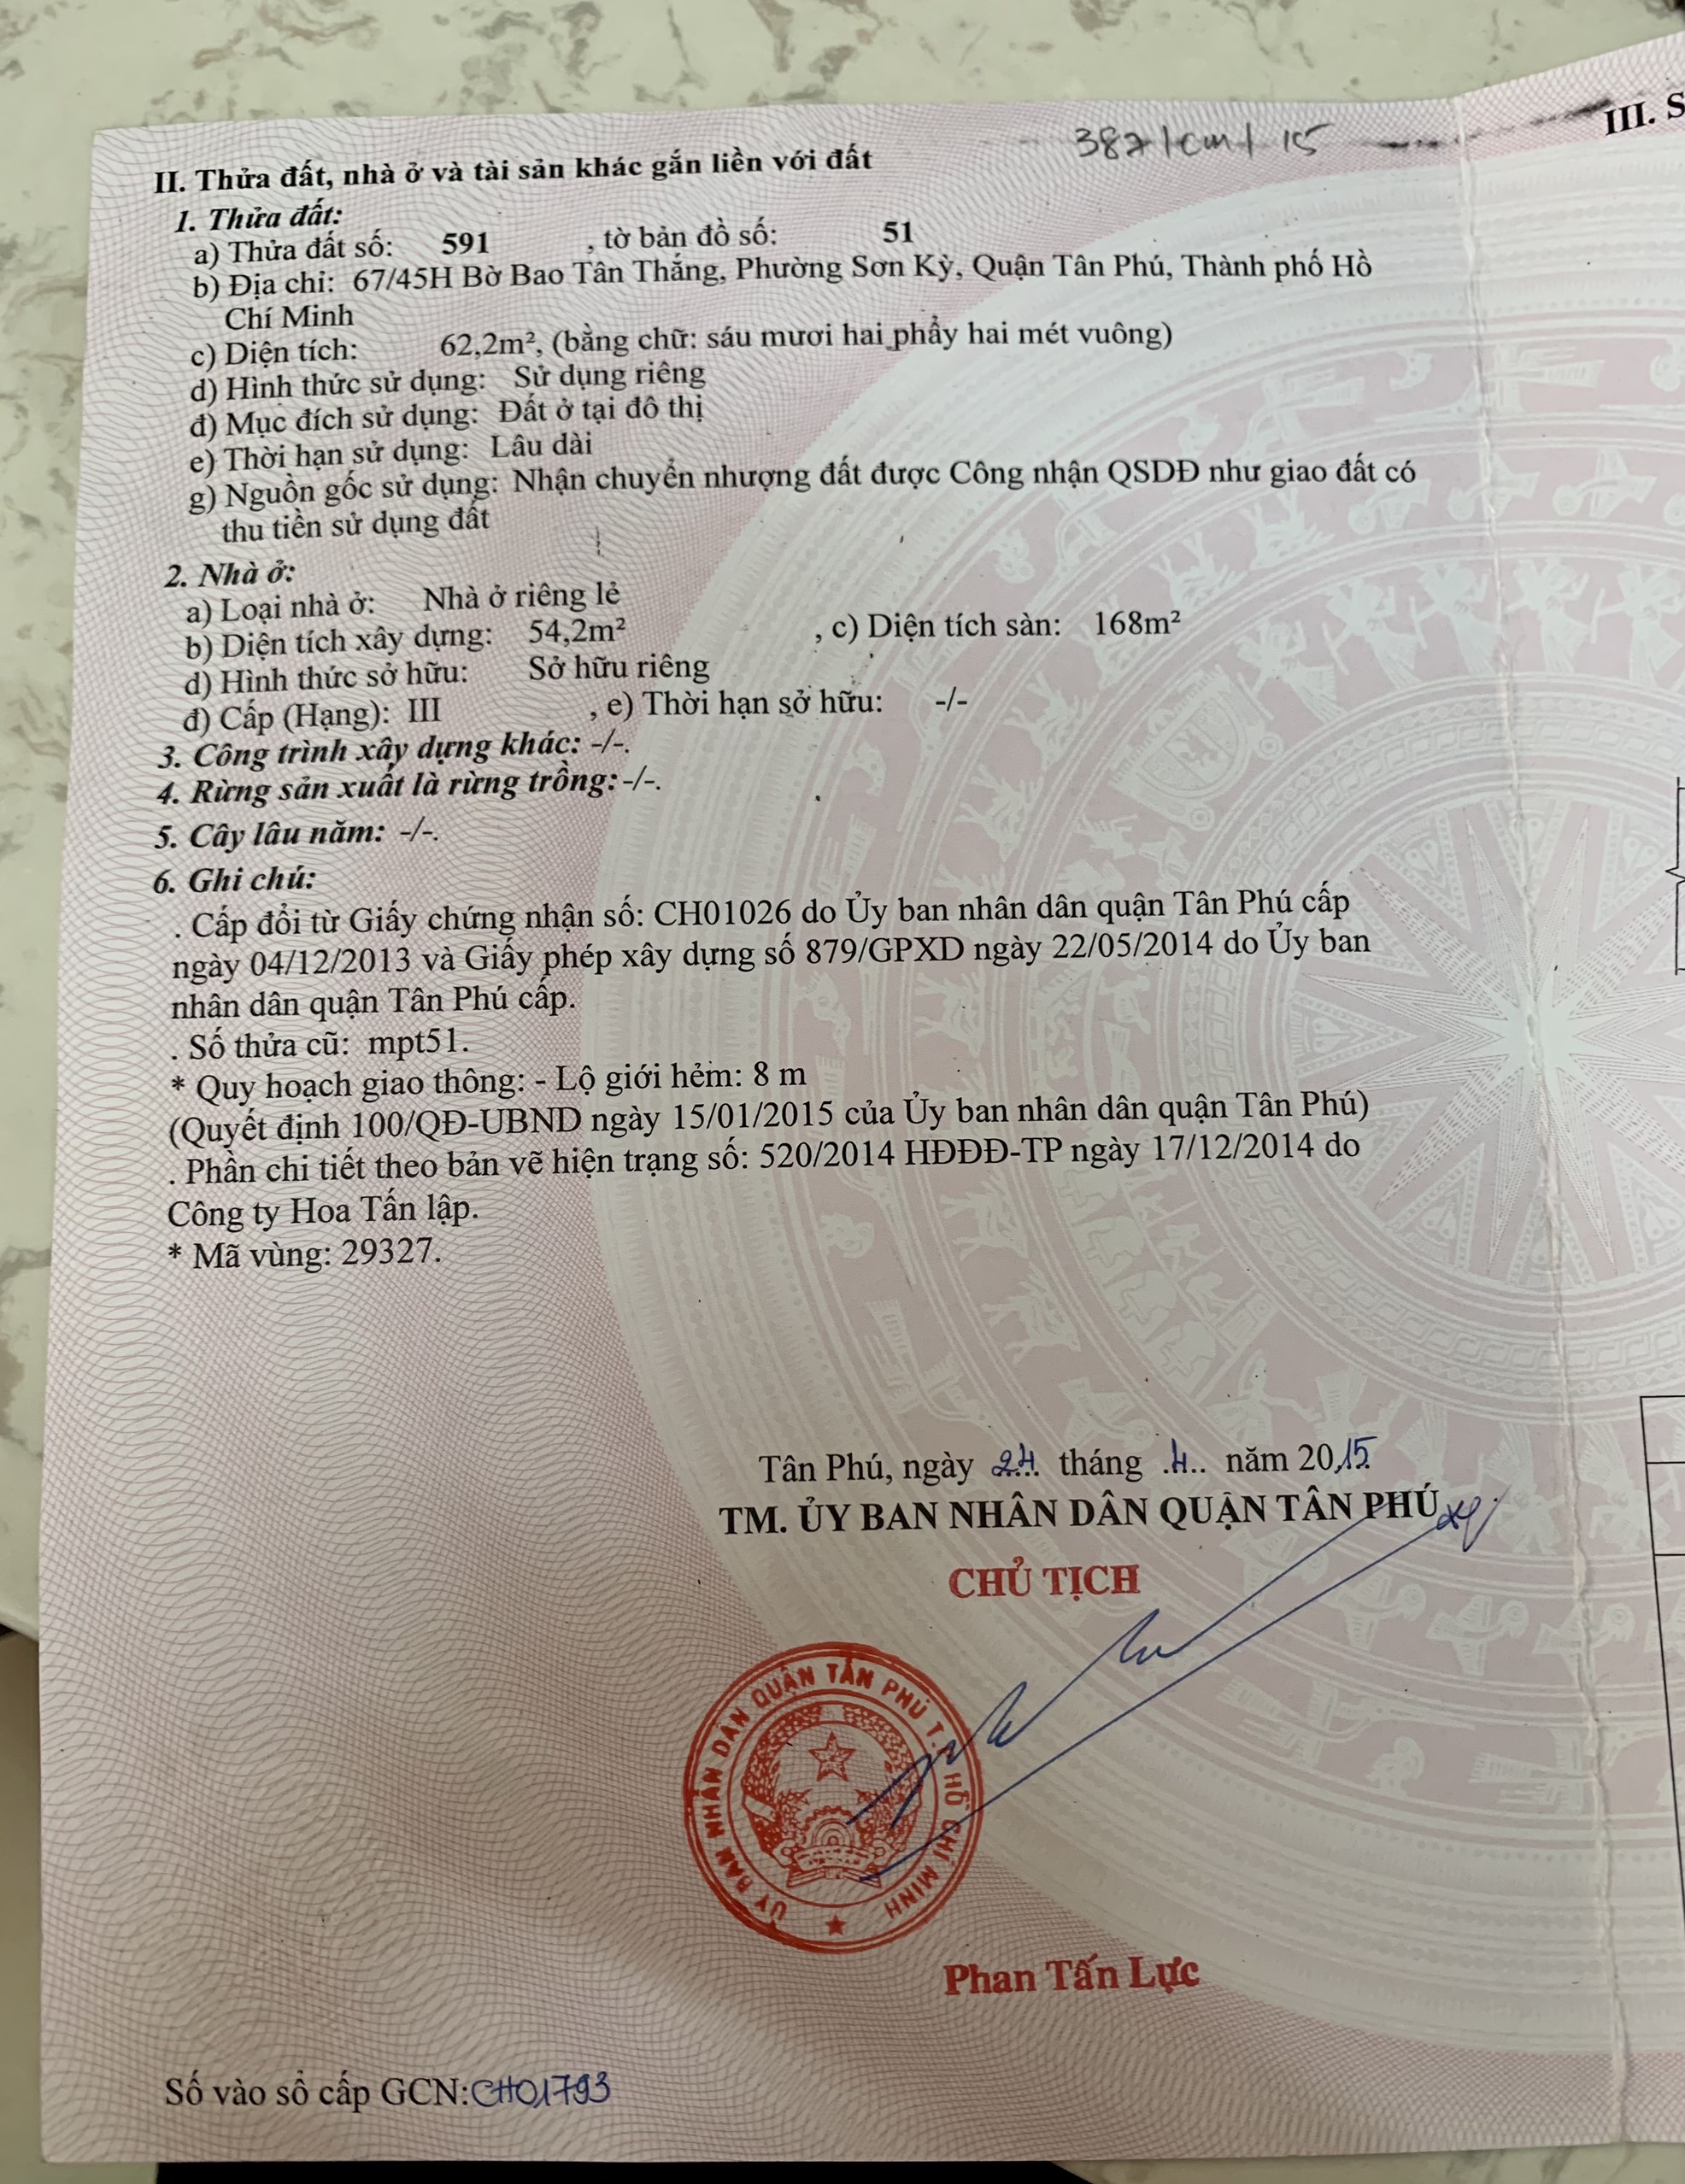 387/cm/15
III. S
II. Thửa đất, nhà ở và tài sản khác gắn liền với đất
1. Thửa đất:
a) Thửa đất số: 591 , tờ bản đồ số: 51
b) Địa chỉ: 67/45H Bờ Bao Tân Thắng, Phường Sơn Kỳ, Quận Tân Phú, Thành phố Hồ
Chí Minh
c) Diện tích: 62,2m², (bằng chữ: sáu mươi hai phẩy hai mét vuông)
d) Hình thức sử dụng: Sử dụng riêng
đ) Mục đích sử dụng: Đất ở tại đô thị
e) Thời hạn sử dụng: Lâu dài
g) Nguồn gốc sử dụng: Nhận chuyển nhượng đất được Công nhận QSDĐ như giao đất có
thu tiền sử dụng đất
2. Nhà ở:
a) Loại nhà ở: Nhà ở riêng lẻ
b) Diện tích xây dựng: 54,2m² , c) Diện tích sàn: 168m²
d) Hình thức sở hữu: Sở hữu riêng
đ) Cấp (Hạng): III , e) Thời hạn sở hữu: -/-
3. Công trình xây dựng khác: -/-.
4. Rừng sản xuất là rừng trồng: -/-.
5. Cây lâu năm: -/-.
6. Ghi chú:
. Cấp đổi từ Giấy chứng nhận số: CH01026 do Ủy ban nhân dân quận Tân Phú cấp
ngày 04/12/2013 và Giấy phép xây dựng số 879/GPXD ngày 22/05/2014 do Ủy ban
nhân dân quận Tân Phú cấp.
. Số thửa cũ: mpt51.
* Quy hoạch giao thông: - Lộ giới hẻm: 8 m
(Quyết định 100/QĐ-UBND ngày 15/01/2015 của Ủy ban nhân dân quận Tân Phú)
. Phần chi tiết theo bản vẽ hiện trạng số: 520/2014 HĐĐĐ-TP ngày 17/12/2014 do
Công ty Hoa Tấn lập.
* Mã vùng: 29327.
Tân Phú, ngày 24 tháng 4 năm 2015
TM. ỦY BAN NHÂN DÂN QUẬN TÂN PHÚ
CHỦ TỊCH
ỦY BAN NHÂN DÂN QUẬN TÂN PHÚ T.P HỒ CHÍ MINH
Phan Tấn Lực
Số vào sổ cấp GCN: CH01793